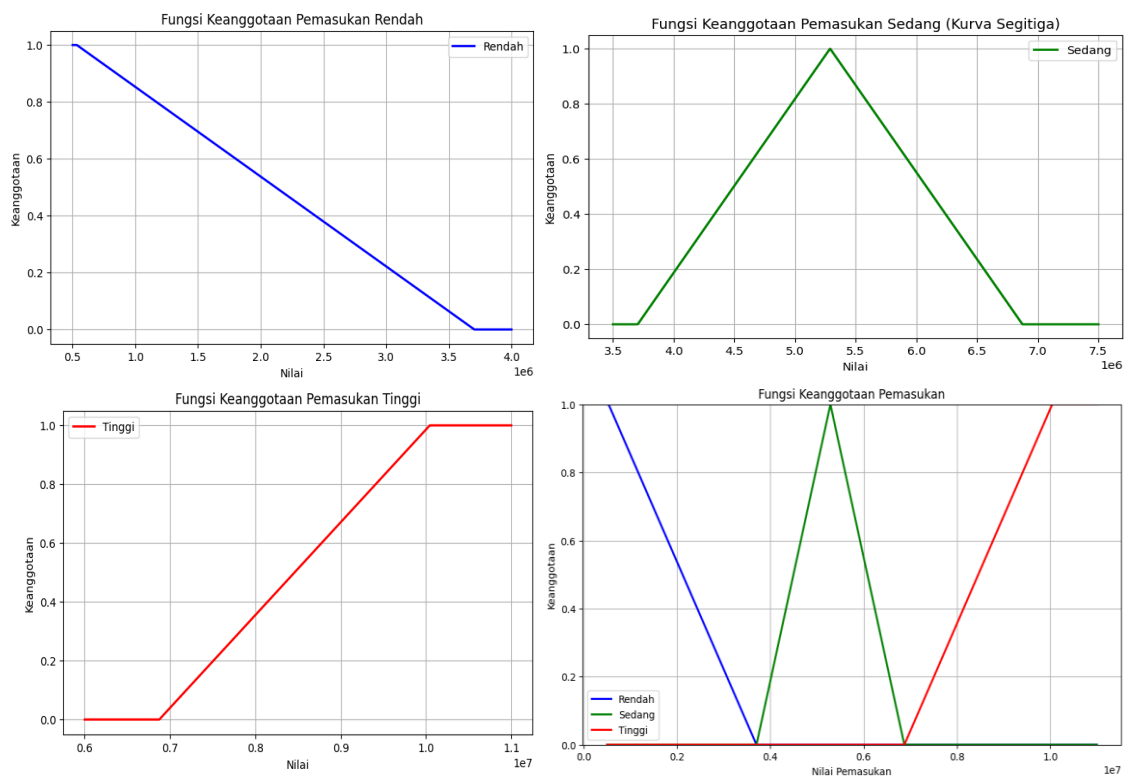 Fungsi Keanggotaan Pemasukan Rendah
Rendah
1.0
0.8
0.6
0.4
0.2
0.0
Keanggotaan
0.5 1.0 1.5 2.0 2.5 3.0 3.5 4.0
1e6
Nilai
Fungsi Keanggotaan Pemasukan Sedang (Kurva Segitiga)
Sedang
1.0
0.8
0.6
0.4
0.2
0.0
Keanggotaan
3.5 4.0 4.5 5.0 5.5 6.0 6.5 7.0 7.5
1e6
Nilai
Fungsi Keanggotaan Pemasukan Tinggi
Tinggi
1.0
0.8
0.6
0.4
0.2
0.0
Keanggotaan
0.6 0.7 0.8 0.9 1.0 1.1
1e7
Nilai
Fungsi Keanggotaan Pemasukan
1.0
0.8
0.6
0.4
0.2
0.0
Keanggotaan
Rendah
Sedang
Tinggi
0.0 0.2 0.4 0.6 0.8 1.0
1e7
Nilai Pemasukan